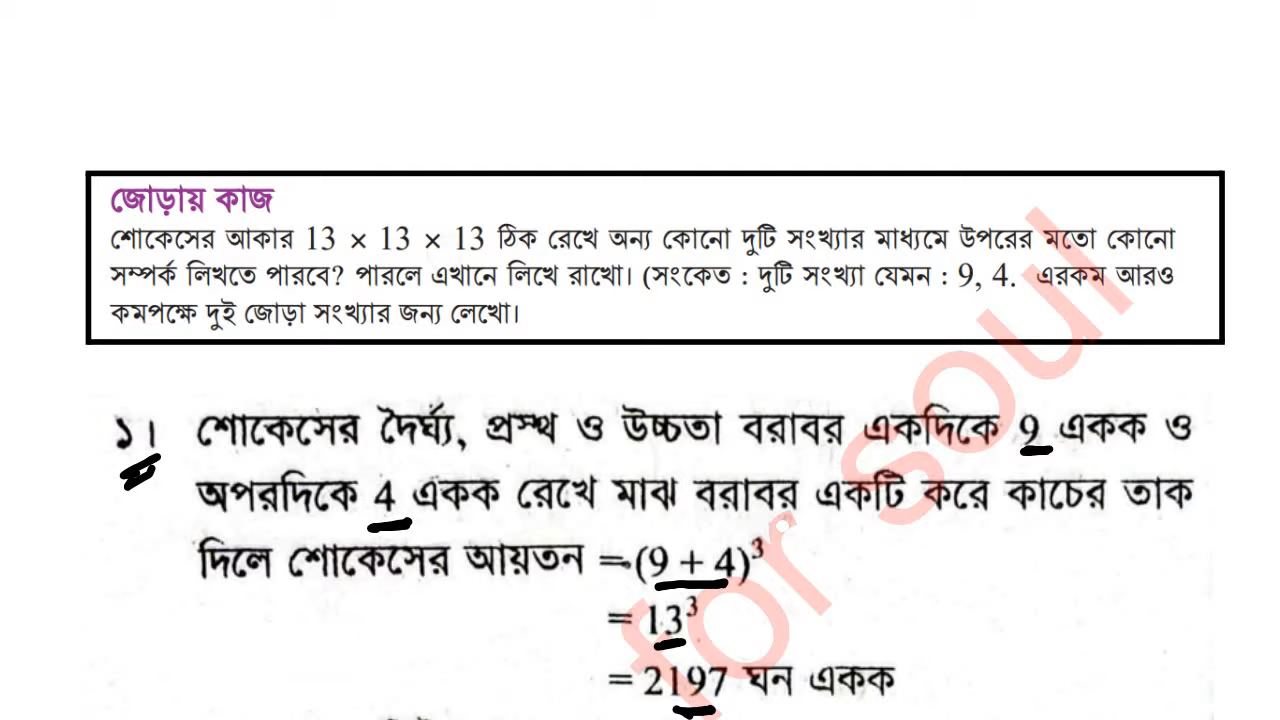 জোড়ায় কাজ
শোকেসের আকার 13 × 13 × 13 ঠিক রেখে অন্য কোনো দুটি সংখ্যার মাধ্যমে উপরের মতো কোনো
সম্পর্ক লিখতে পারবে? পারলে এখানে লিখে রাখো। (সংকেত : দুটি সংখ্যা যেমন : 9, 4. এরকম আরও
কমপক্ষে দুই জোড়া সংখ্যার জন্য লেখো।
১। শোকেসের দৈর্ঘ্য, প্রস্থ ও উচ্চতা বরাবর একদিকে 9 একক ও
অপরদিকে 4 একক রেখে মাঝ বরাবর একটি করে কাচের তাক
দিলে শোকেসের আয়তন = (9 + 4)³
= 13³
= 2197 ঘন একক
for soul